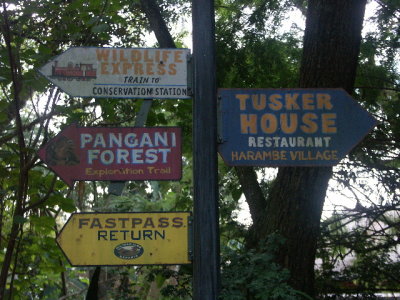 WILDLIFE
EXPRESS
TRAIN TO
CONSERVATION STATION
PANGANI
FOREST
Exploration Trail
FASTPASS
RETURN
TUSKER
HOUSE
RESTAURANT
HARAMBE VILLAGE